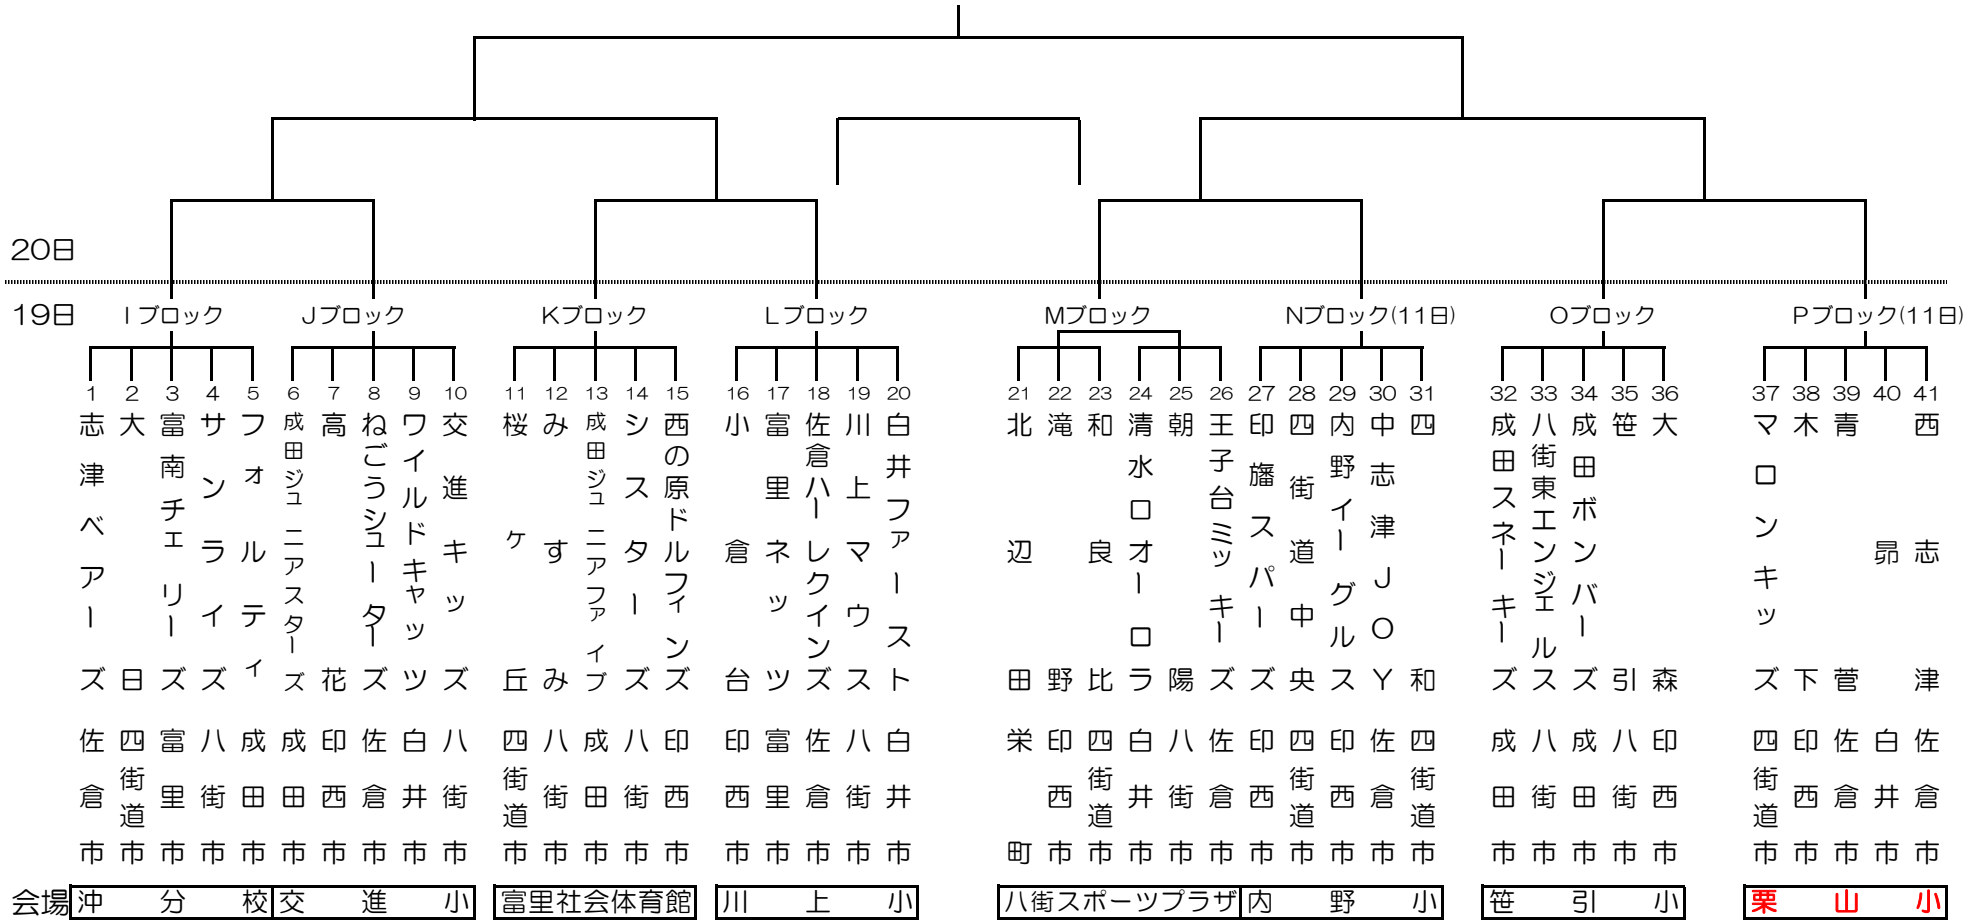 20日
19日
Iブロック
Jブロック
Kブロック
Lブロック
Mブロック
Nブロック(11日)
Oブロック
Pブロック(11日)
1 志津ベアーズ 佐倉市
2 大日 四街道市
3 富南チェリーズ 富里市
4 サンライズ 八街市
5 フォルティ 成田市
6 成田ジュニアスターズ 成田市
7 高花 印西市
8 ねごうシューターズ 佐倉市
9 ワイルドキャッツ 白井市
10 交進キッズ 八街市
11 桜ヶ丘 四街道市
12 みすみ 八街市
13 成田ジュニアファイブ 成田市
14 シスターズ 八街市
15 西の原ドルフィンズ 印西市
16 小倉台 印西市
17 富里ネッツ 富里市
18 佐倉ハーレクインズ 佐倉市
19 川上マウス 八街市
20 白井ファースト 白井市
21 北辺田 栄町
22 滝野 印西市
23 和良比 四街道市
24 清水口オーロラ 白井市
25 朝陽 八街市
26 王子台ミッキーズ 佐倉市
27 印旛スパーズ 印西市
28 四街道中央 四街道市
29 内野イーグルス 印西市
30 中志津JOY 佐倉市
31 四和 四街道市
32 成田スネーキーズ 成田市
33 八街東エンジェルス 八街市
34 成田ボンバーズ 成田市
35 笹引 八街市
36 大森 印西市
37 マロンキッズ 四街道市
38 木下 印西市
39 青菅 佐倉市
40 昴 白井市
41 西志津 佐倉市
会場 沖分校 交進小 富里社会体育館 川上小 八街スポーツプラザ 内野小 笹引小 栗山小